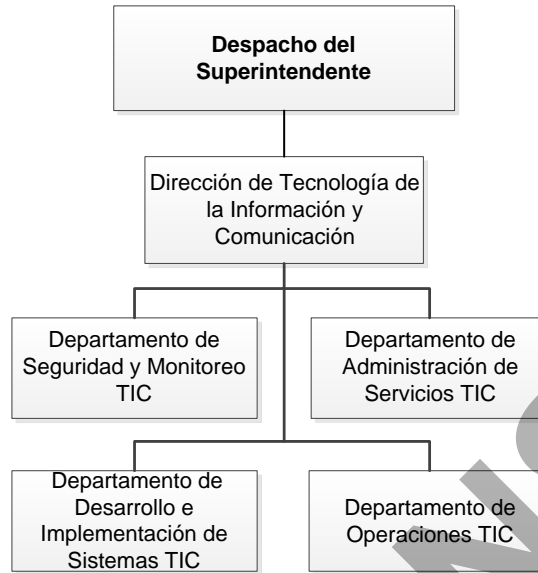 Despacho del
Superintendente
Dirección de Tecnología de
la Información y
Comunicación
Departamento de
Seguridad y Monitoreo
TIC
Departamento de
Administración de
Servicios TIC
Departamento de
Desarrollo e
Implementación de
Sistemas TIC
Departamento de
Operaciones TIC